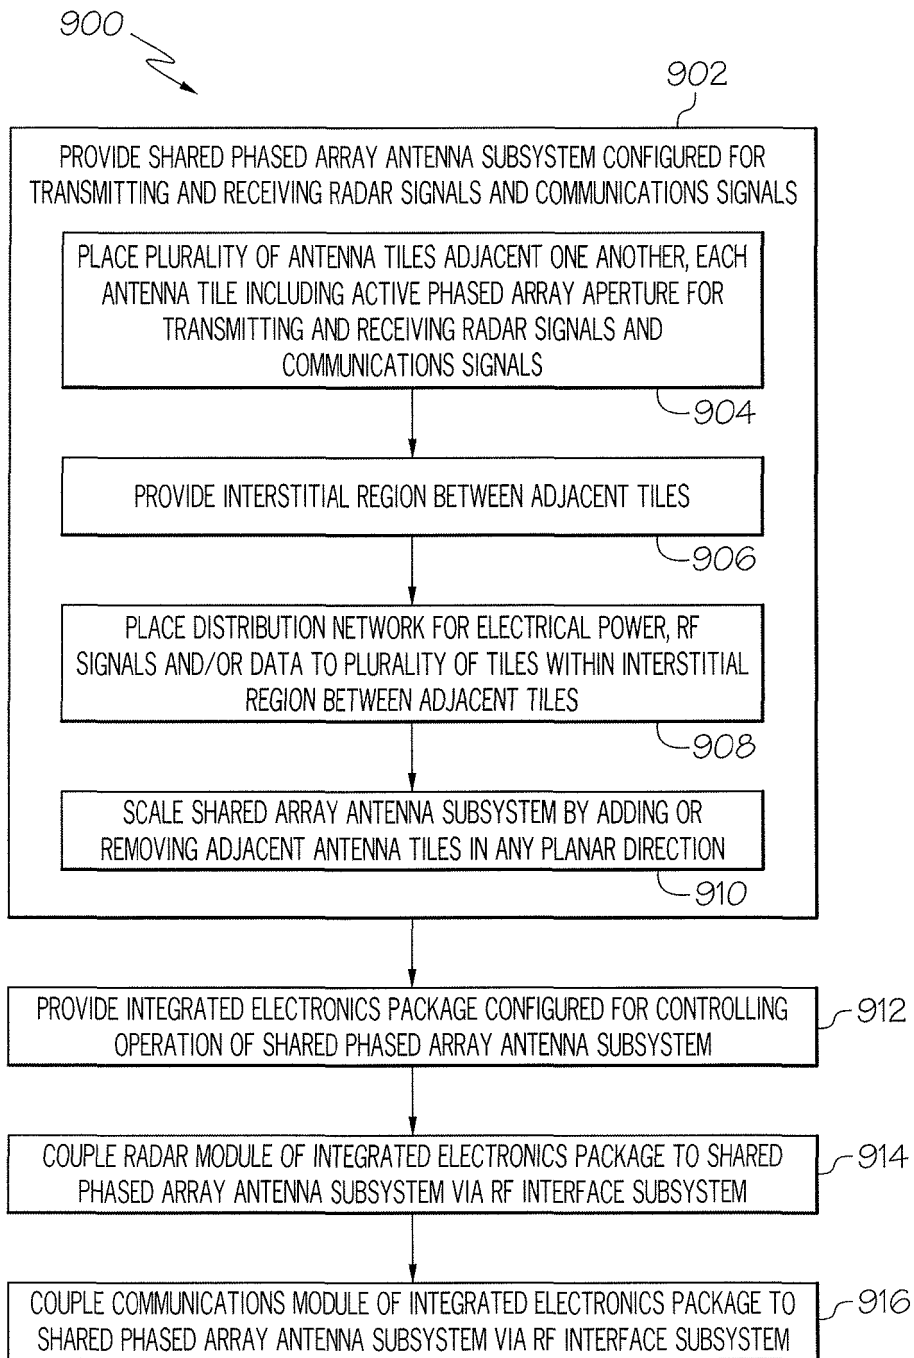 900
902
PROVIDE SHARED PHASED ARRAY ANTENNA SUBSYSTEM CONFIGURED FOR
TRANSMITTING AND RECEIVING RADAR SIGNALS AND COMMUNICATIONS SIGNALS
PLACE PLURALITY OF ANTENNA TILES ADJACENT ONE ANOTHER, EACH
ANTENNA TILE INCLUDING ACTIVE PHASED ARRAY APERTURE FOR
TRANSMITTING AND RECEIVING RADAR SIGNALS AND
COMMUNICATIONS SIGNALS
904
PROVIDE INTERSTITIAL REGION BETWEEN ADJACENT TILES
906
PLACE DISTRIBUTION NETWORK FOR ELECTRICAL POWER, RF
SIGNALS AND/OR DATA TO PLURALITY OF TILES WITHIN INTERSTITIAL
REGION BETWEEN ADJACENT TILES
908
SCALE SHARED ARRAY ANTENNA SUBSYSTEM BY ADDING OR
REMOVING ADJACENT ANTENNA TILES IN ANY PLANAR DIRECTION
910
PROVIDE INTEGRATED ELECTRONICS PACKAGE CONFIGURED FOR CONTROLLING
OPERATION OF SHARED PHASED ARRAY ANTENNA SUBSYSTEM
912
COUPLE RADAR MODULE OF INTEGRATED ELECTRONICS PACKAGE TO SHARED
PHASED ARRAY ANTENNA SUBSYSTEM VIA RF INTERFACE SUBSYSTEM
914
COUPLE COMMUNICATIONS MODULE OF INTEGRATED ELECTRONICS PACKAGE TO
SHARED PHASED ARRAY ANTENNA SUBSYSTEM VIA RF INTERFACE SUBSYSTEM
916